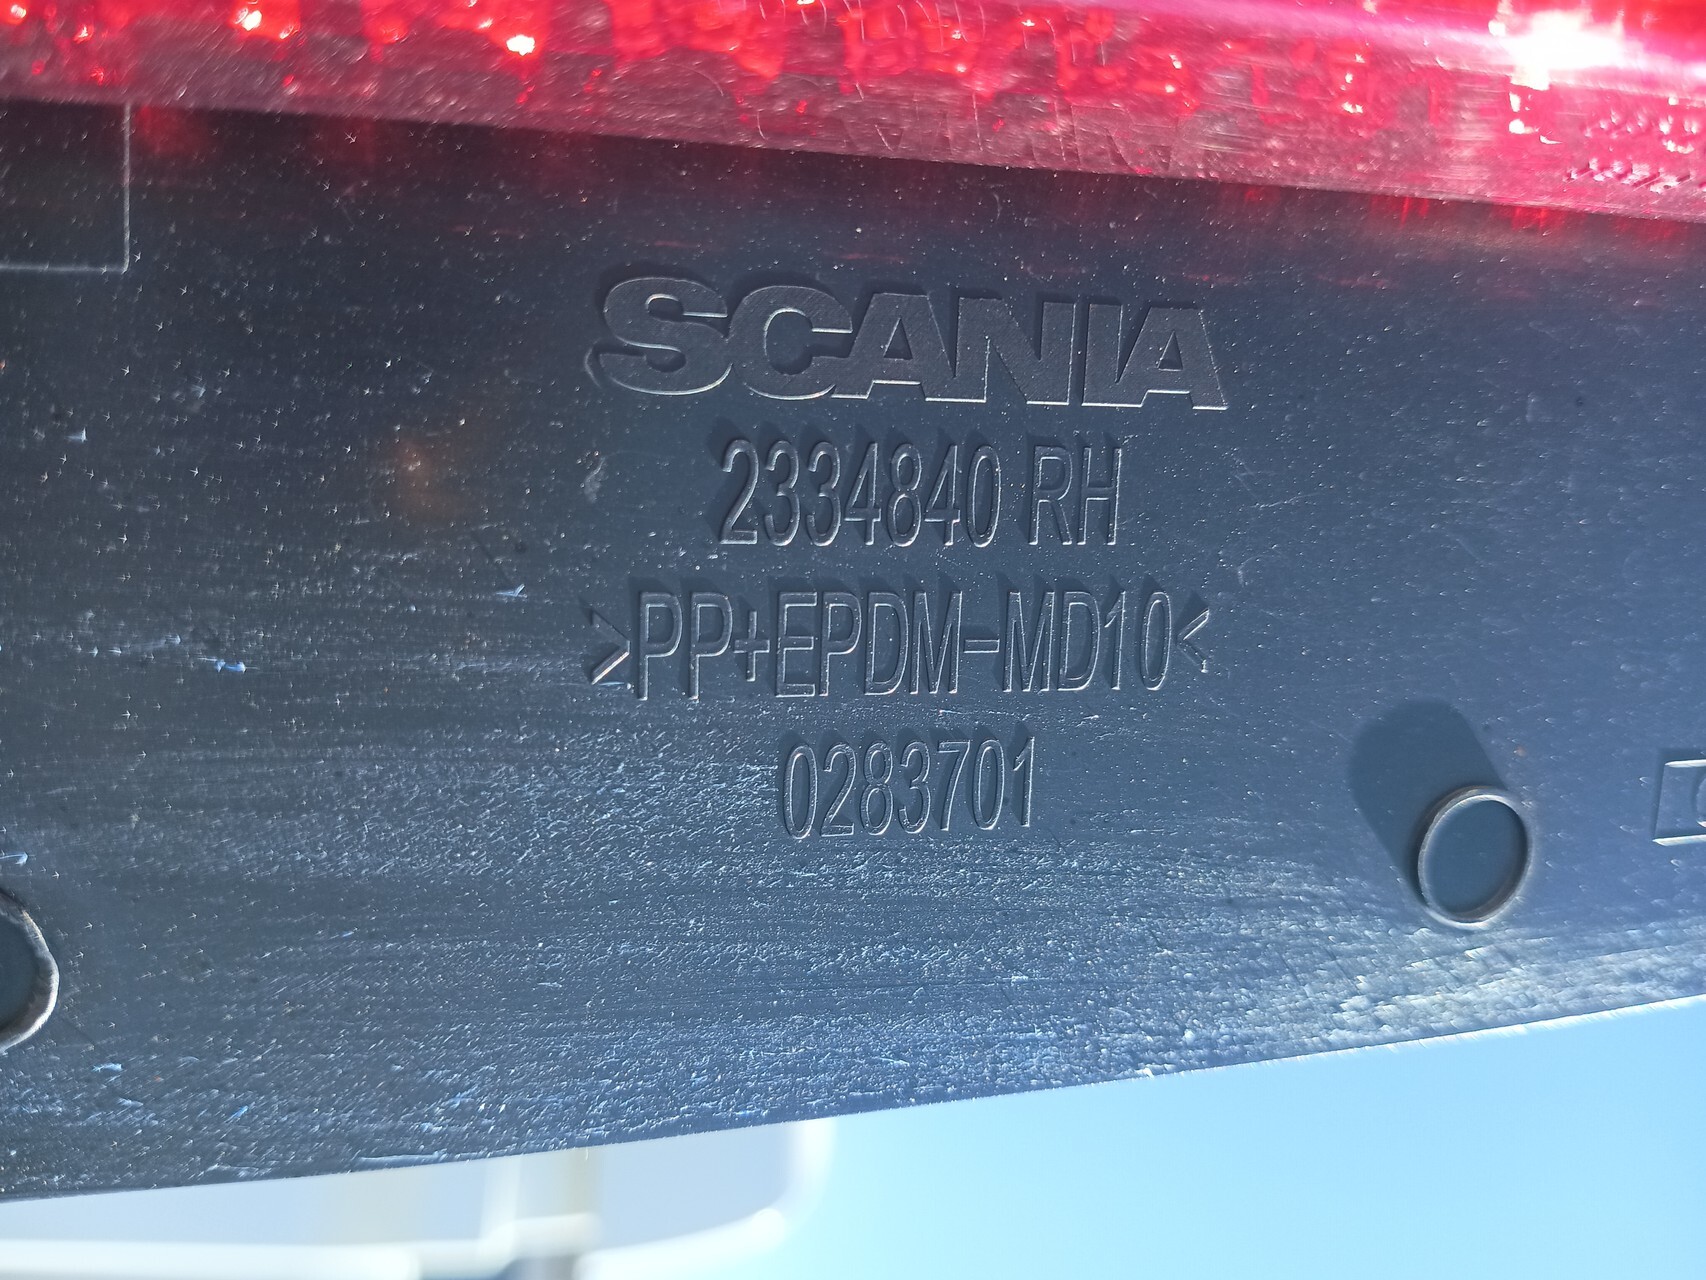 SCANIA
2334840 RH
>PP+EPDM-MD10<
0283701